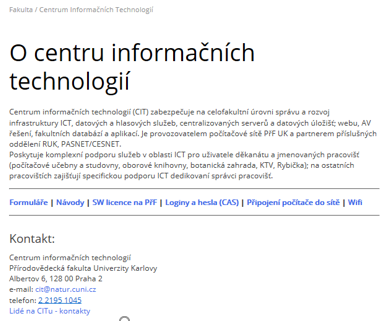 Fakulta / Centrum Informačních Technologií
O centru informačních
technologií
Centrum informačních technologií (CIT) zabezpečuje na celofakultní úrovni správu a rozvoj
infrastruktury ICT, datových a hlasových služeb, centralizovaných serverů a datových úložišť; webu, AV
řešení, fakultních databází a aplikací. Je provozovatelem počítačové sítě PřF UK a partnerem příslušných
oddělení RUK, PASNET/CESNET.
Poskytuje komplexní podporu služeb v oblasti ICT pro uživatele děkanátu a jmenovaných pracovišť
(počítačové učebny a studovny, oborové knihovny, botanická zahrada, KTV, Rybička); na ostatních
pracovištích zajišťují specifickou podporu ICT dedikovaní správci pracovišť.
Formuláře | Návody | SW licence na PřF | Loginy a hesla (CAS) | Připojení počítače do sítě | Wifi
Kontakt:
Centrum informačních technologií
Přírodovědecká fakulta Univerzity Karlovy
Albertov 6, 128 00 Praha 2
e-mail: cit@natur.cuni.cz
telefon: 2 2195 1045
Lidé na CITu - kontakty